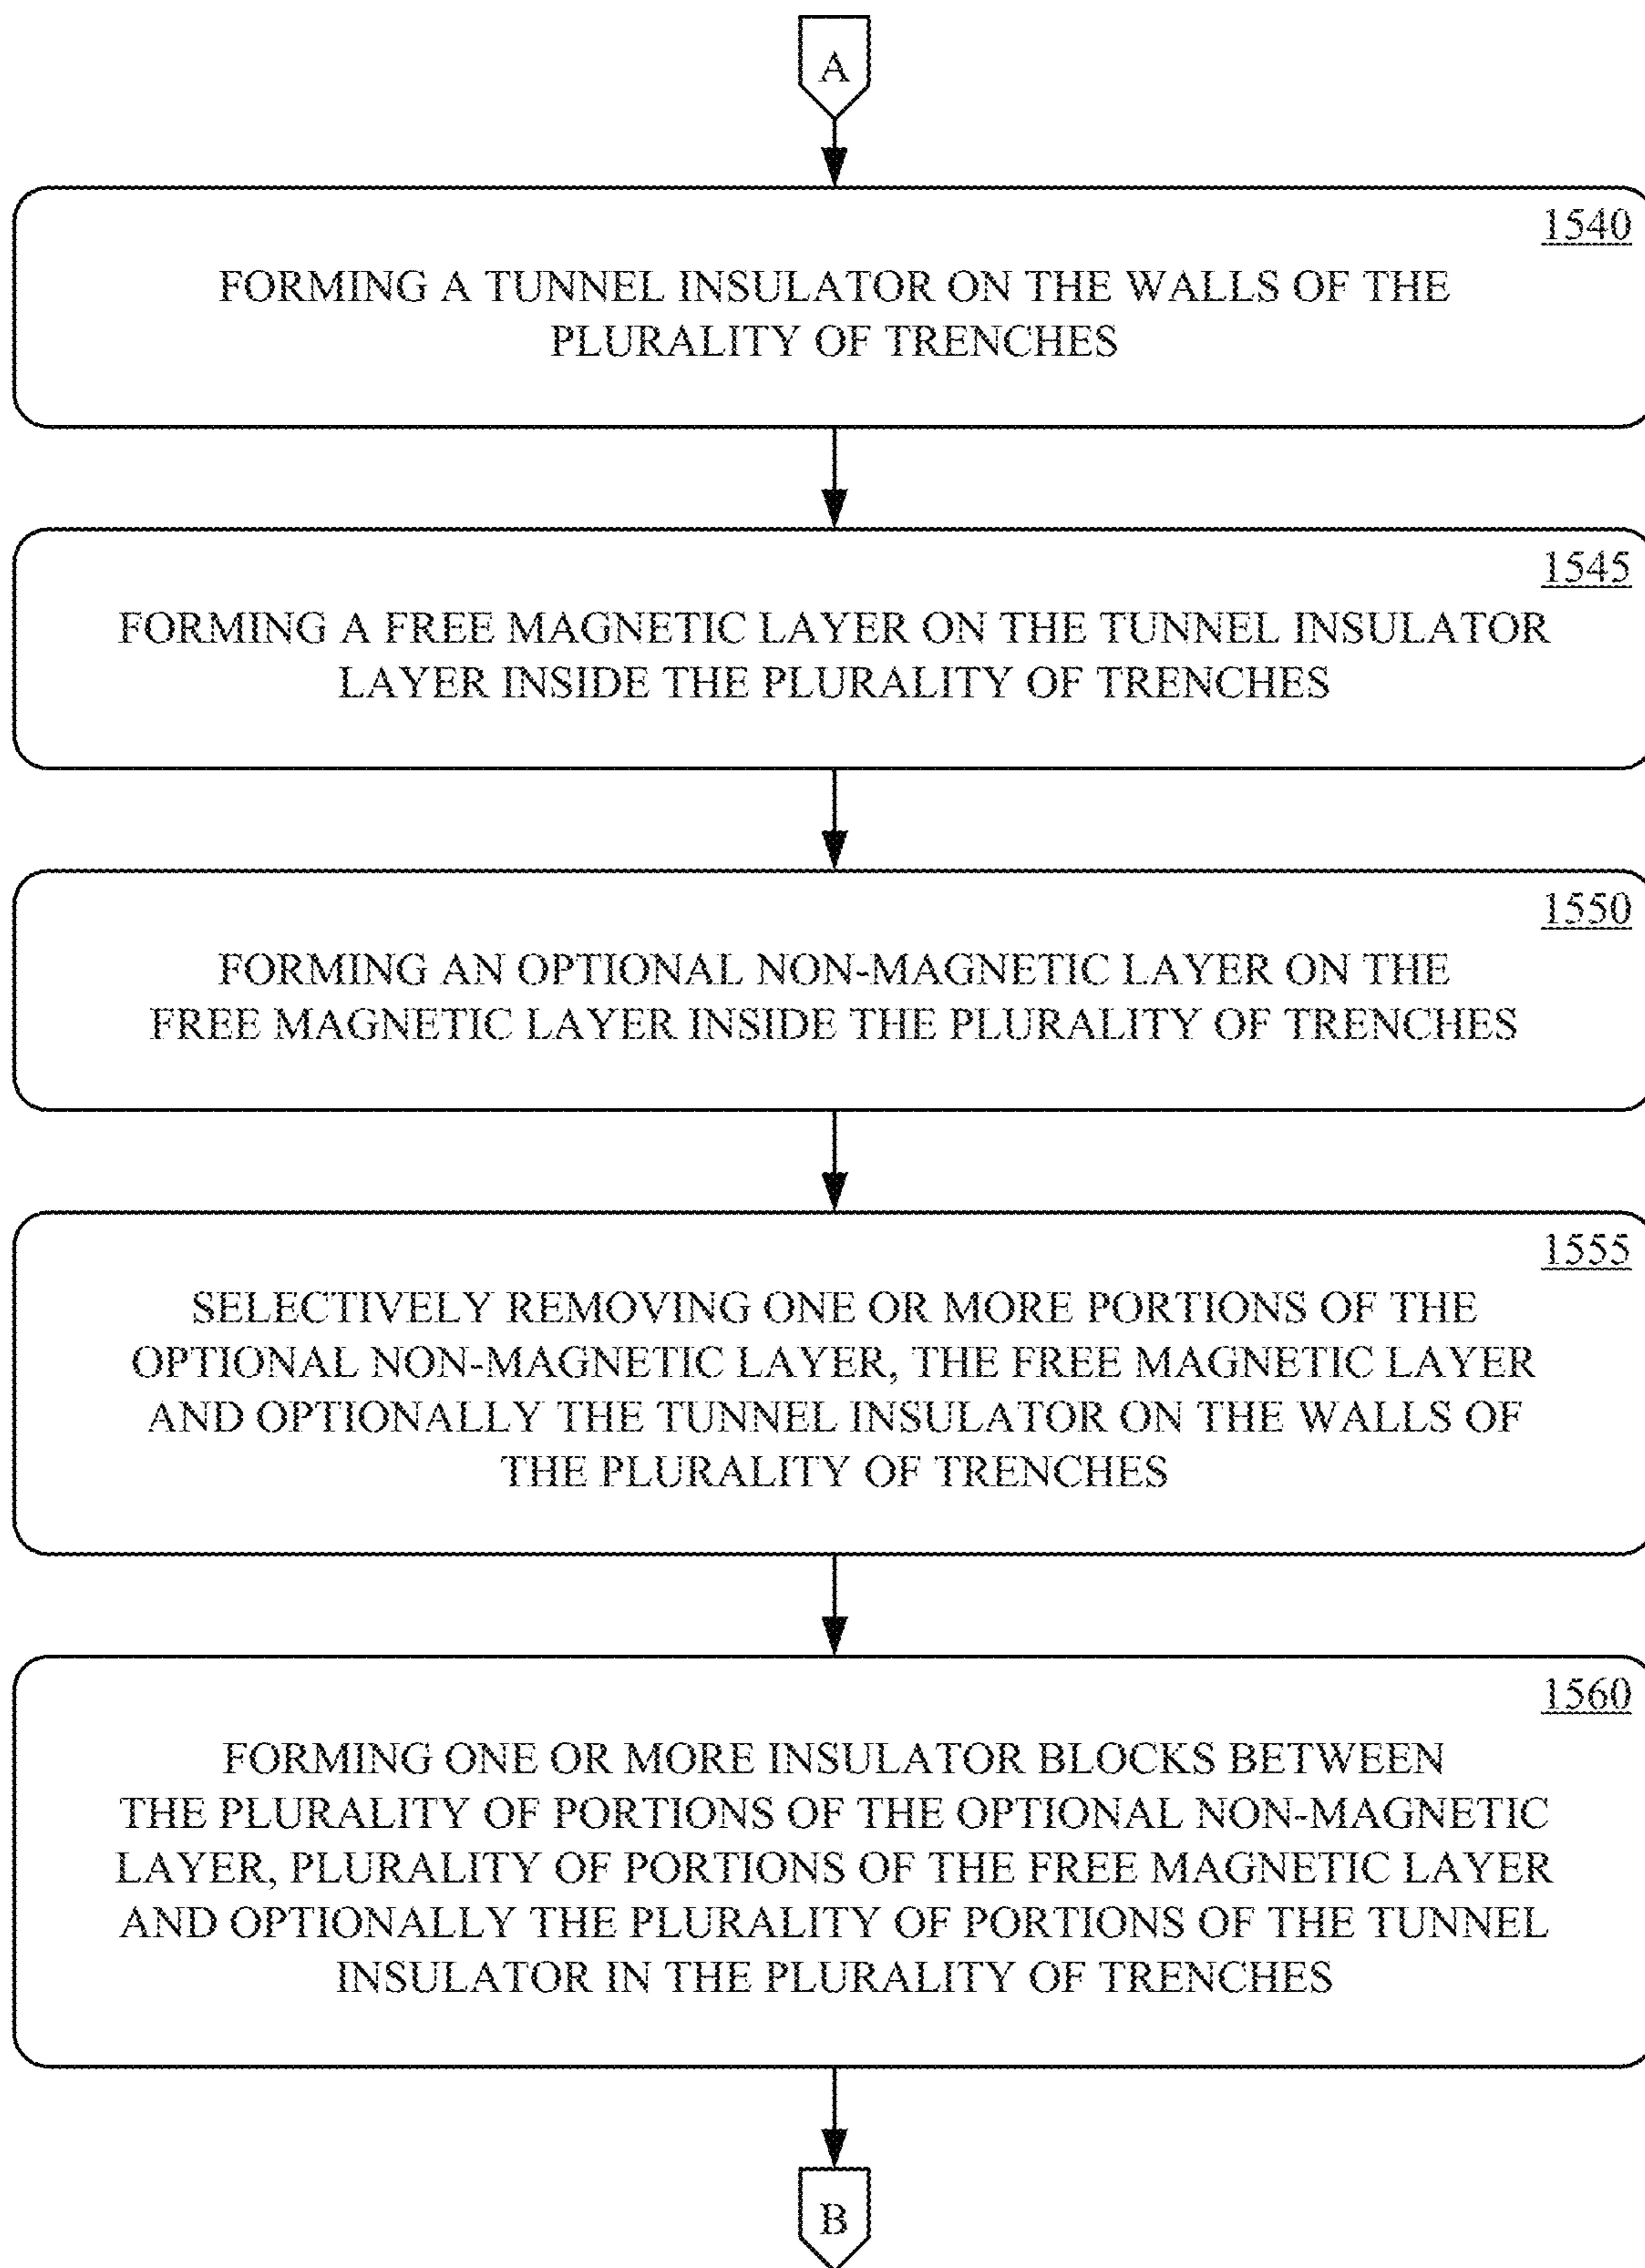 A
1540
FORMING A TUNNEL INSULATOR ON THE WALLS OF THE
PLURALITY OF TRENCHES
1545
FORMING A FREE MAGNETIC LAYER ON THE TUNNEL INSULATOR
LAYER INSIDE THE PLURALITY OF TRENCHES
1550
FORMING AN OPTIONAL NON-MAGNETIC LAYER ON THE
FREE MAGNETIC LAYER INSIDE THE PLURALITY OF TRENCHES
1555
SELECTIVELY REMOVING ONE OR MORE PORTIONS OF THE
OPTIONAL NON-MAGNETIC LAYER, THE FREE MAGNETIC LAYER
AND OPTIONALLY THE TUNNEL INSULATOR ON THE WALLS OF
THE PLURALITY OF TRENCHES
1560
FORMING ONE OR MORE INSULATOR BLOCKS BETWEEN
THE PLURALITY OF PORTIONS OF THE OPTIONAL NON-MAGNETIC
LAYER, PLURALITY OF PORTIONS OF THE FREE MAGNETIC LAYER
AND OPTIONALLY THE PLURALITY OF PORTIONS OF THE TUNNEL
INSULATOR IN THE PLURALITY OF TRENCHES
B